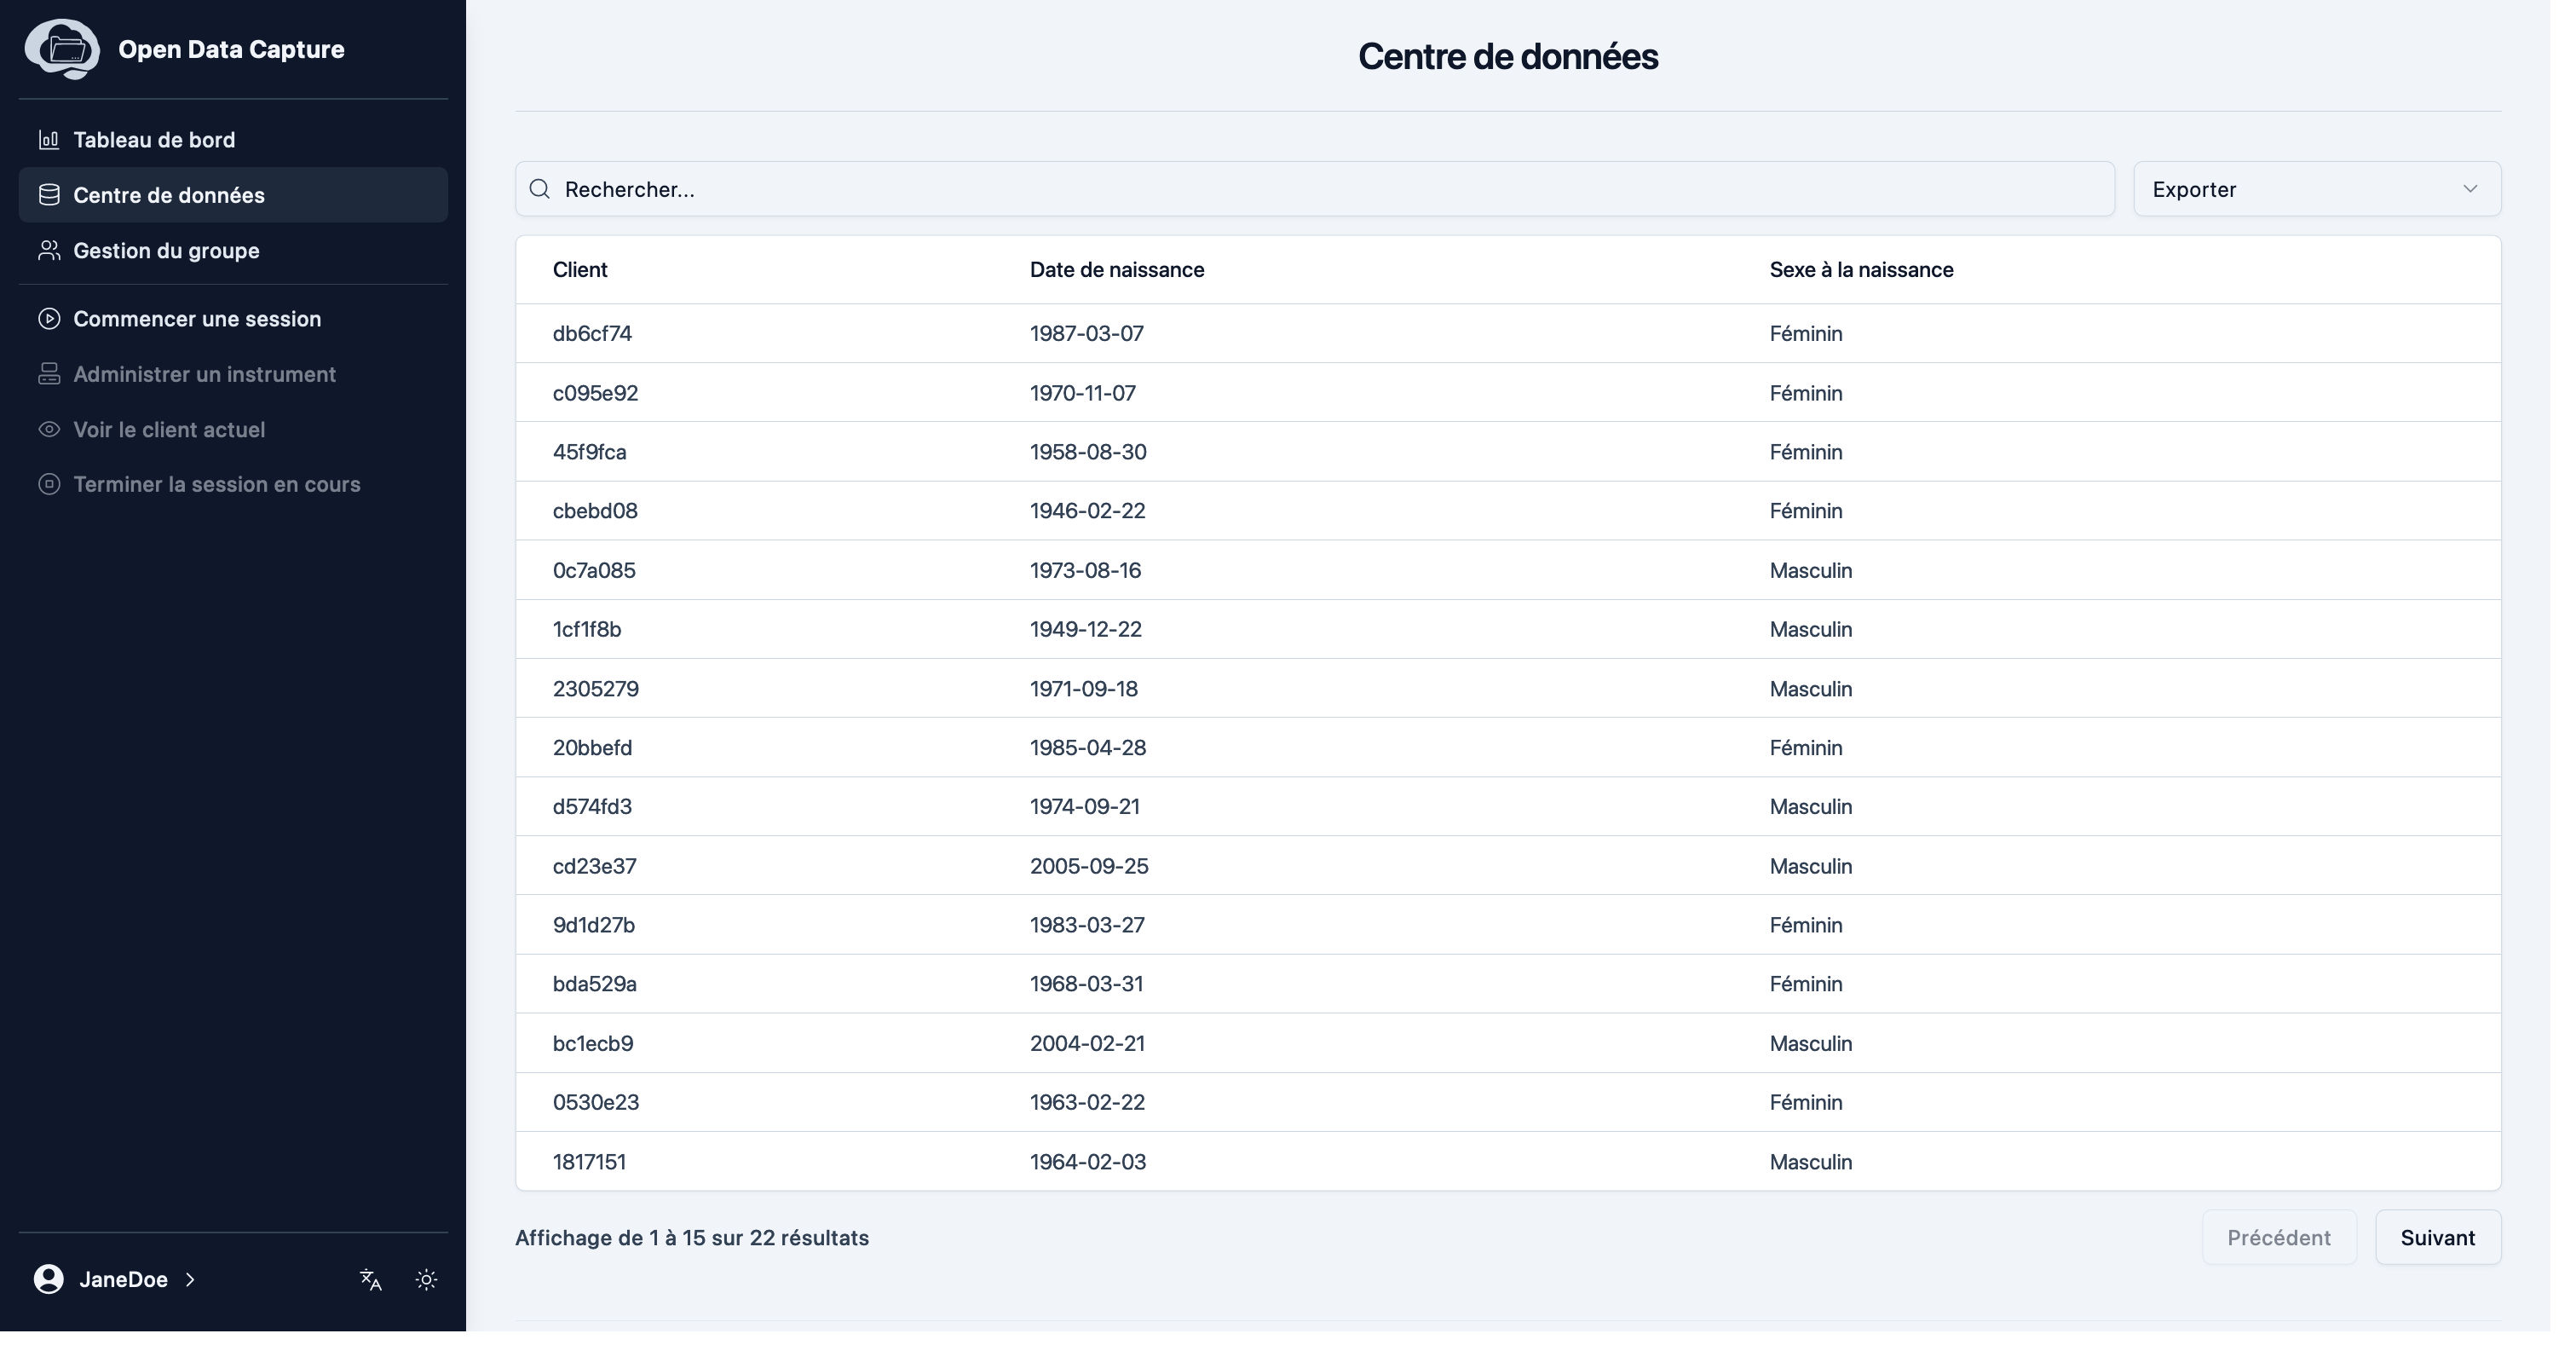 Open Data Capture
Tableau de bord
Centre de données
Gestion du groupe
Commencer une session
Administrer un instrument
Voir le client actuel
Terminer la session en cours
JaneDoe
Centre de données
Rechercher...
Exporter
Client Date de naissance Sexe à la naissance
db6cf74 1987-03-07 Féminin
c095e92 1970-11-07 Féminin
45f9fca 1958-08-30 Féminin
cbebd08 1946-02-22 Féminin
0c7a085 1973-08-16 Masculin
1cf1f8b 1949-12-22 Masculin
2305279 1971-09-18 Masculin
20bbefd 1985-04-28 Féminin
d574fd3 1974-09-21 Masculin
cd23e37 2005-09-25 Masculin
9d1d27b 1983-03-27 Féminin
bda529a 1968-03-31 Féminin
bc1ecb9 2004-02-21 Masculin
0530e23 1963-02-22 Féminin
1817151 1964-02-03 Masculin
Affichage de 1 à 15 sur 22 résultats
Précédent
Suivant